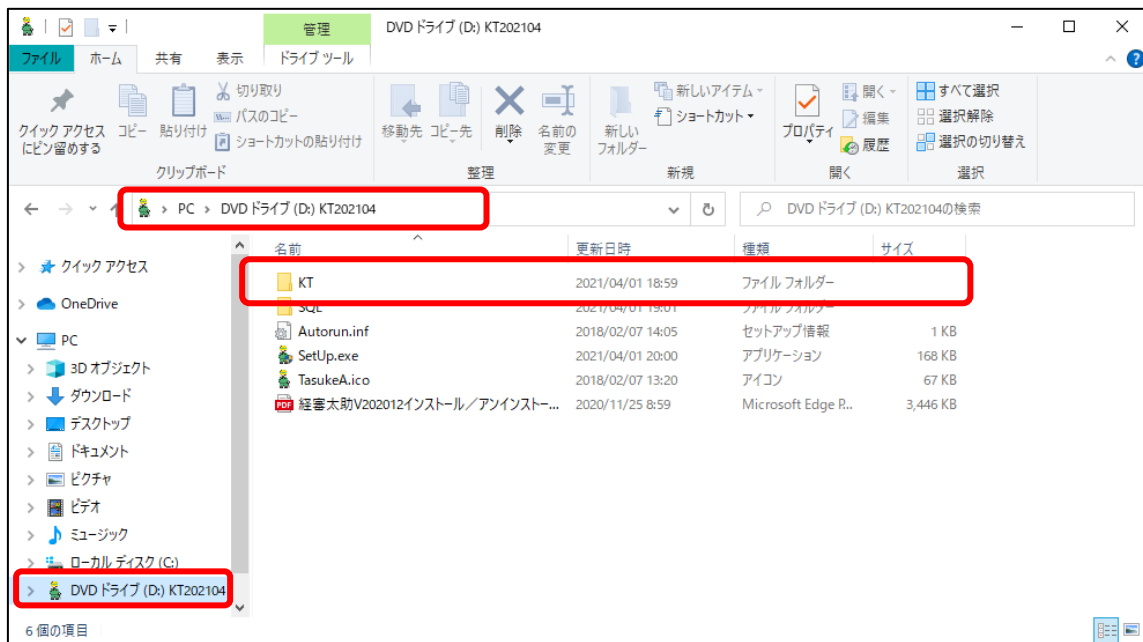 管理
DVD ドライブ (D:) KT202104
ファイル ホーム 共有 表示 ドライブ ツール
クイック アクセス
にピン留めする
コピー
貼り付け
切り取り
パスのコピー
ショートカットの貼り付け
クリップボード
移動先
コピー先
削除
名前の
変更
整理
新しい
フォルダー
新しいアイテム
ショートカット
新規
プロパティ
開く
編集
履歴
開く
すべて選択
選択解除
選択の切り替え
選択
PC > DVD ドライブ (D:) KT202104
DVD ドライブ (D:) KT202104の検索
クイック アクセス
OneDrive
PC
3D オブジェクト
ダウンロード
デスクトップ
ドキュメント
ピクチャ
ビデオ
ミュージック
ローカル ディスク (C:)
DVD ドライブ (D:) KT202104
名前 更新日時 種類 サイズ
KT 2021/04/01 18:59 ファイル フォルダー
SQL 2021/04/01 19:01 ファイル フォルダー
Autorun.inf 2018/02/07 14:05 セットアップ情報 1 KB
SetUp.exe 2021/04/01 20:00 アプリケーション 168 KB
TasukeA.ico 2018/02/07 13:20 アイコン 67 KB
PDF 経審太助V202012インストール／アンインストー... 2020/11/25 8:59 Microsoft Edge P... 3,446 KB
6 個の項目